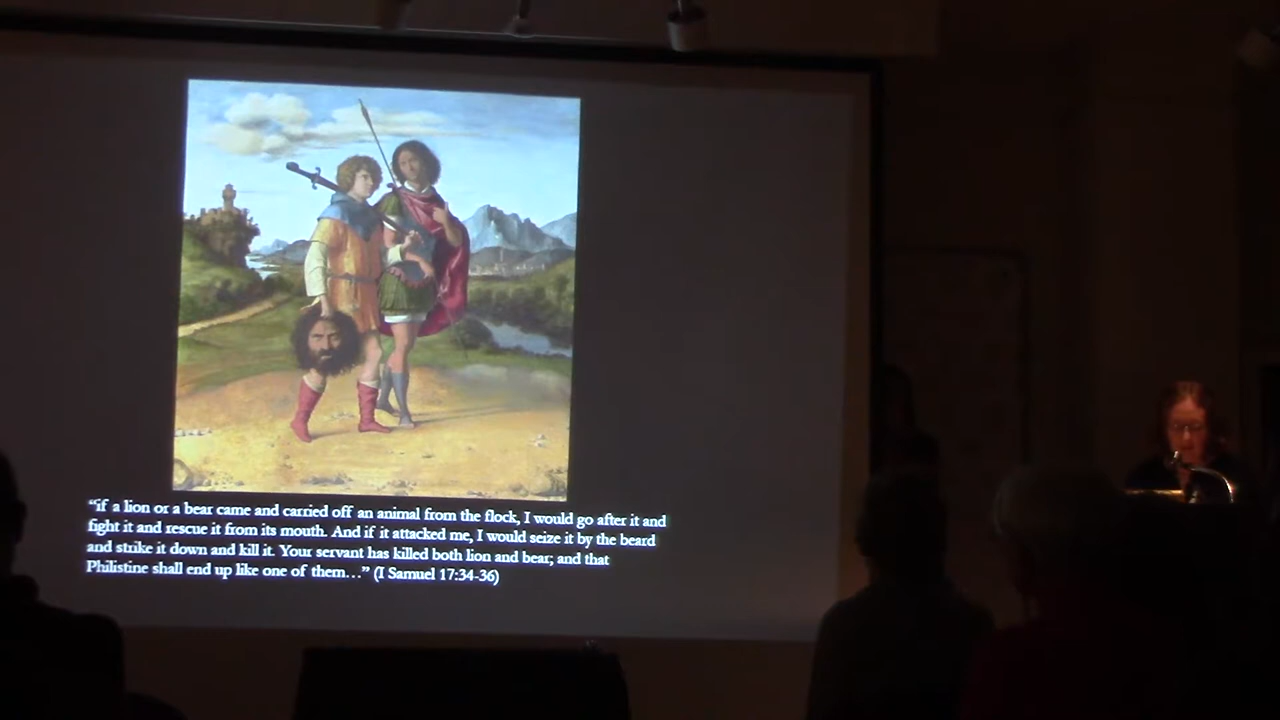 “if a lion or a bear came and carried off an animal from the flock, I would go after it and
fight it and rescue it from its mouth. And if it attacked me, I would seize it by the beard
and strike it down and kill it. Your servant has killed both lion and bear; and that
Philistine shall end up like one of them…” (I Samuel 17:34-36)